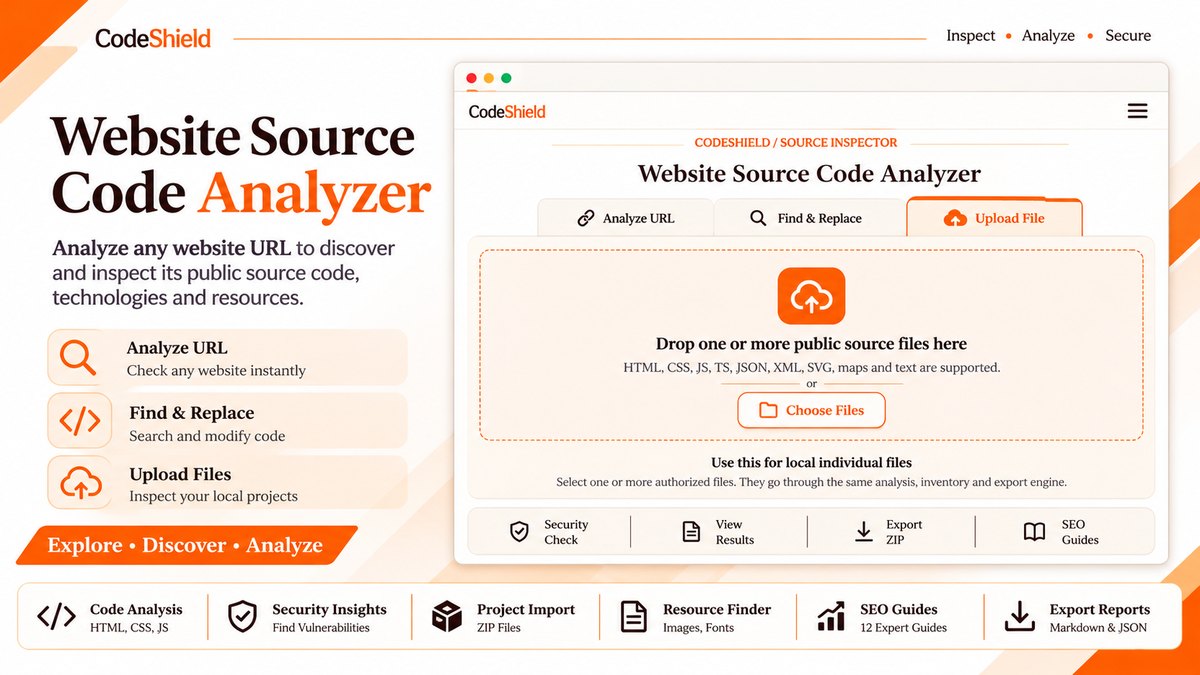 CodeShield
Inspect • Analyze • Secure
Website Source
Code Analyzer
Analyze any website URL to discover
and inspect its public source code,
technologies and resources.
Analyze URL
Check any website instantly
Find & Replace
Search and modify code
Upload Files
Inspect your local projects
Explore • Discover • Analyze
CodeShield
CODESHIELD / SOURCE INSPECTOR
Website Source Code Analyzer
Analyze URL
Find & Replace
Upload File
Drop one or more public source files here
HTML, CSS, JS, TS, JSON, XML, SVG, maps and text are supported.
or
Choose Files
Use this for local individual files
Select one or more authorized files. They go through the same analysis, inventory and export engine.
Security
Check
View
Results
Export
ZIP
SEO
Guides
Code Analysis
HTML, CSS, JS
Security Insights
Find Vulnerabilities
Project Import
ZIP Files
Resource Finder
Images, Fonts
SEO Guides
12 Expert Guides
Export Reports
Markdown & JSON